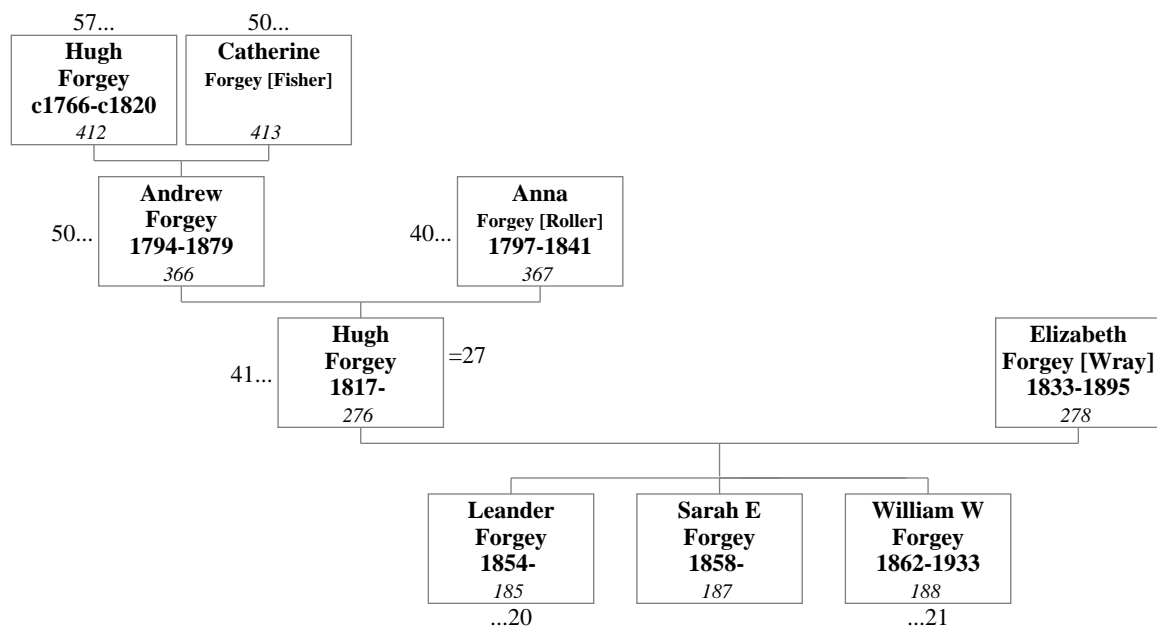 57...
50...
Hugh
Forgey
c1766-c1820
412
Catherine
Forgey [Fisher]
413
50...
Andrew
Forgey
1794-1879
366
40...
Anna
Forgey [Roller]
1797-1841
367
41...
Hugh
Forgey
1817-
276
=27
Elizabeth
Forgey [Wray]
1833-1895
278
Leander
Forgey
1854-
185
...20
Sarah E
Forgey
1858-
187
William W
Forgey
1862-1933
188
...21